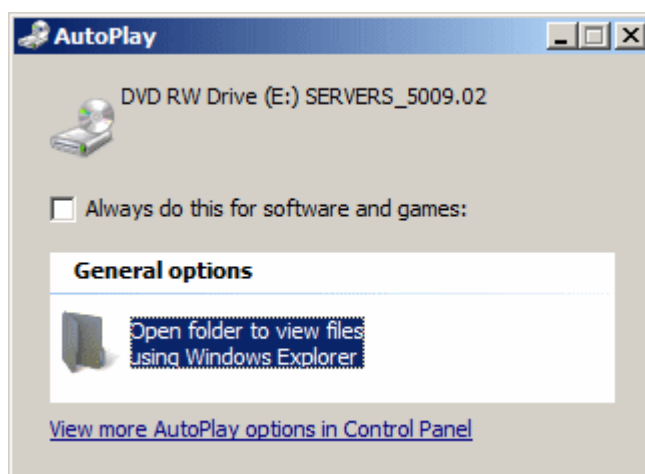 AutoPlay
DVD RW Drive (E:) SERVERS_5009.02
Always do this for software and games:
General options
Open folder to view files
using Windows Explorer
View more AutoPlay options in Control Panel